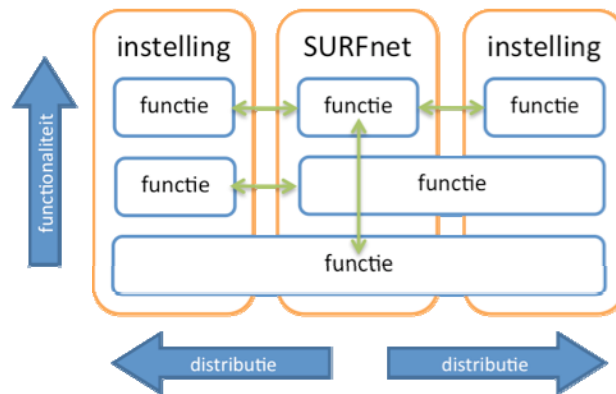 instelling
SURFnet
instelling
functie
functie
functie
functie
functie
functie
functionaliteit
distributie
distributie